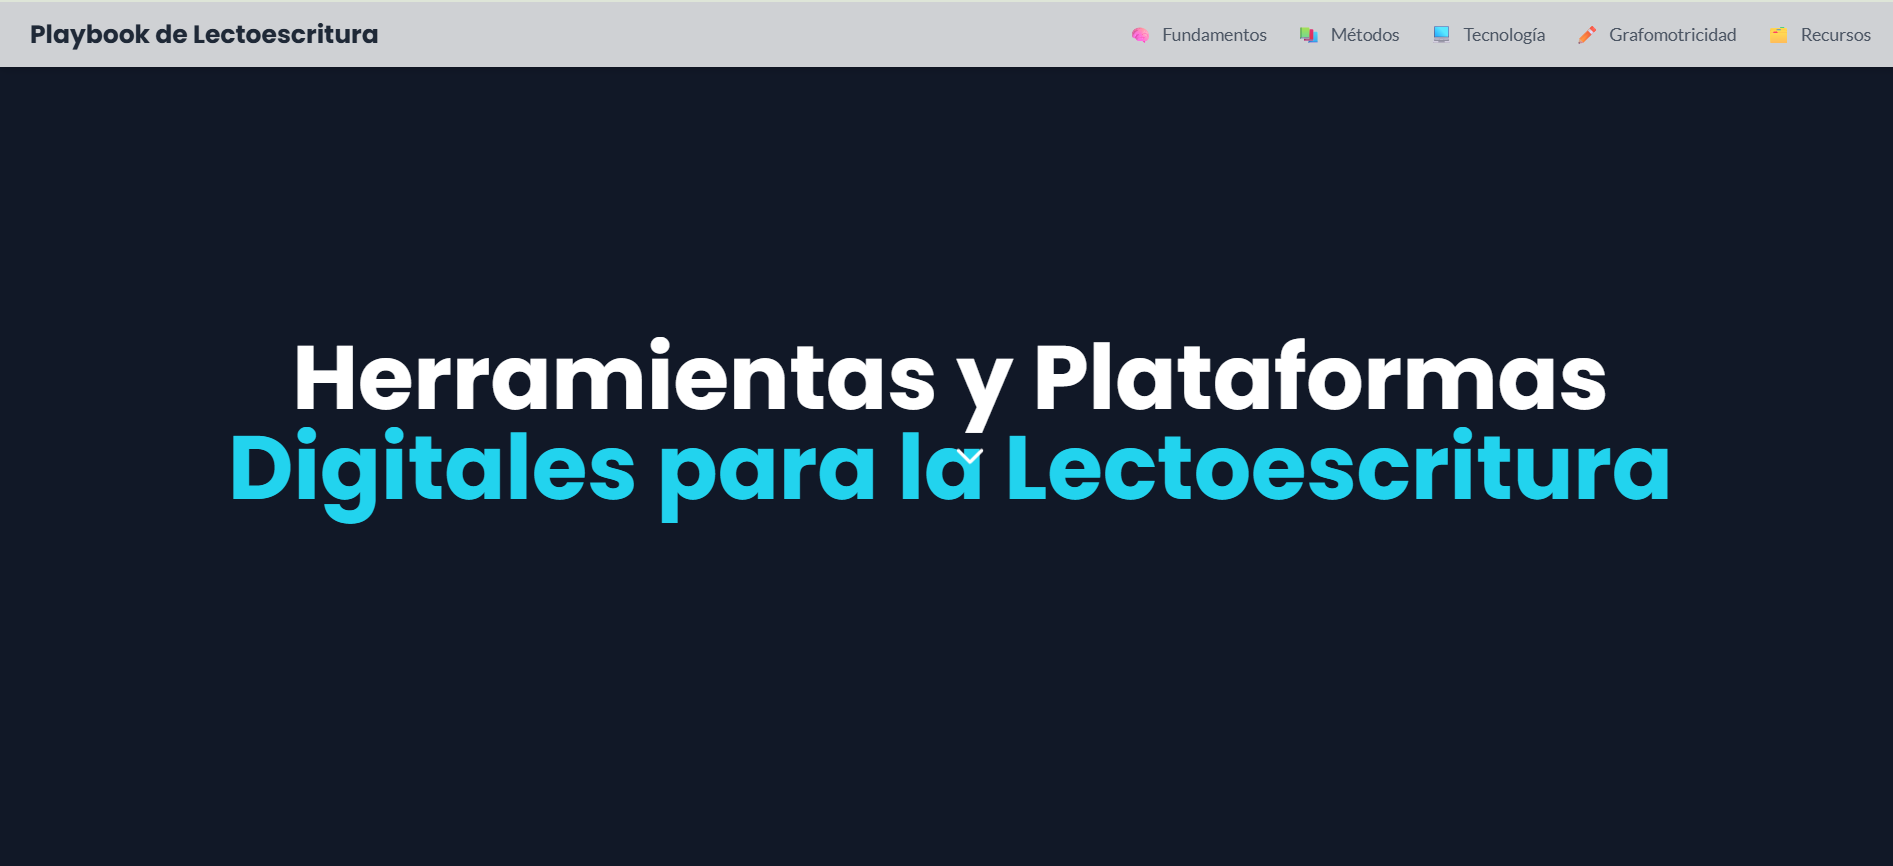 Playbook de Lectoescritura
Fundamentos
Métodos
Tecnología
Grafomotricidad
Recursos
Herramientas y Plataformas
Digitales para la Lectoescritura